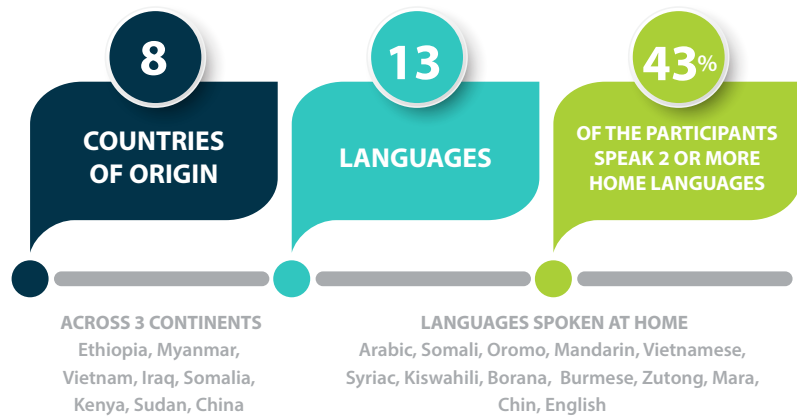 8
COUNTRIES
OF ORIGIN
13
LANGUAGES
43%
OF THE PARTICIPANTS
SPEAK 2 OR MORE
HOME LANGUAGES
ACROSS 3 CONTINENTS
Ethiopia, Myanmar,
Vietnam, Iraq, Somalia,
Kenya, Sudan, China
LANGUAGES SPOKEN AT HOME
Arabic, Somali, Oromo, Mandarin, Vietnamese,
Syriac, Kiswahili, Borana, Burmese, Zutong, Mara,
Chin, English